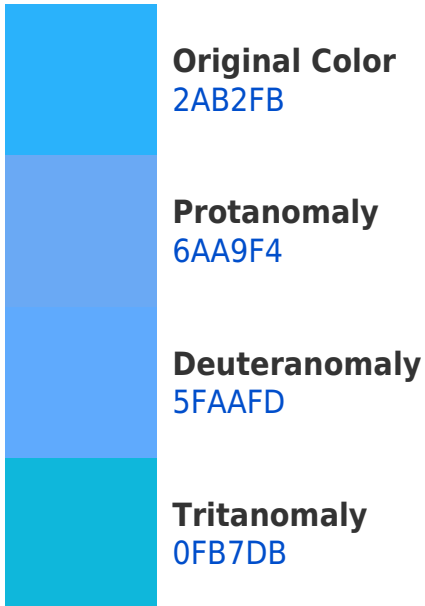 Original Color
2AB2FB
Protanomaly
6AA9F4
Deuteranomaly
5FAAFD
Tritanomaly
0FB7DB